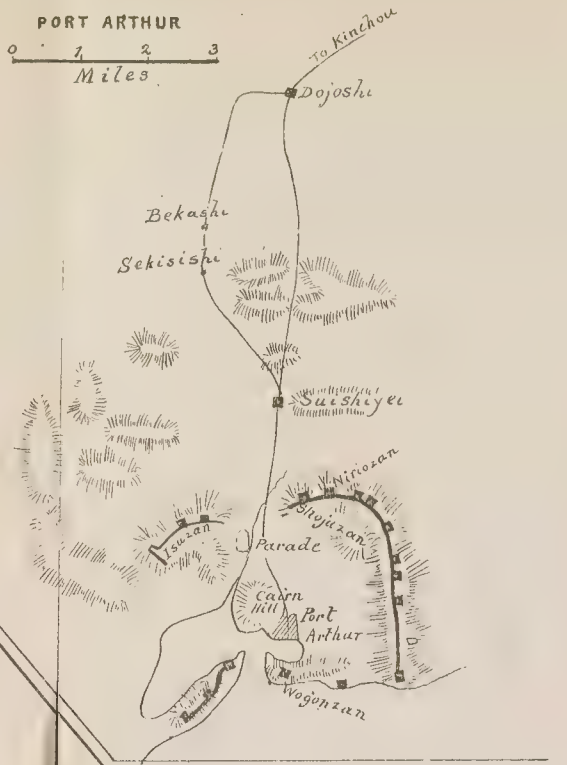 PORT ARTHUR
0 1 2 3
Miles
To Kinchou
Dojoshi
Bekashi
Sekisishi
Suishiyei
Niriozan
Shojuzan
Isuzan
Parade
Cairn
Hill
Port
Arthur
Wogonzan